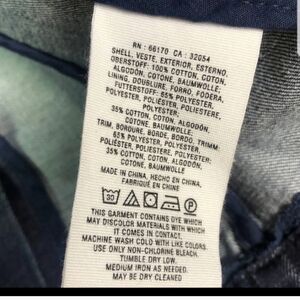 RN : 66170 CA : 32054
SHELL, VESTE, EXTERIOR, ESTERNO,
OBERSTOFF: 100% COTTON, COTON,
ALGODÓN, COTONE, BAUMWOLLE;
LINING, DOUBLURE, FORRO, FODERA,
FUTTERSTOFF: 65% POLYESTER,
POLYESTER, POLIÉSTER, POLIESTERE,
POLYESTER;
35% COTTON, COTON, ALGODÓN,
COTONE, BAUMWOLLE;
TRIM, BORDURE, BORDE, BORDO, TRIMM:
65% POLYESTER, POLYESTER,
POLIÉSTER, POLIESTERE, POLYESTER;
35% COTTON, COTON, ALGODÓN,
COTONE, BAUMWOLLE;
MADE IN CHINA, HECHO EN CHINA,
FABRIQUÉ EN CHINE
30 P
THIS GARMENT CONTAINS DYE WHICH
MAY DISCOLOR MATERIALS WITH WHICH
IT COMES IN CONTACT.
MACHINE WASH COLD WITH LIKE COLORS.
USE ONLY NON-CHLORINE BLEACH.
TUMBLE DRY LOW.
MEDIUM IRON AS NEEDED.
MAY BE DRY CLEANED